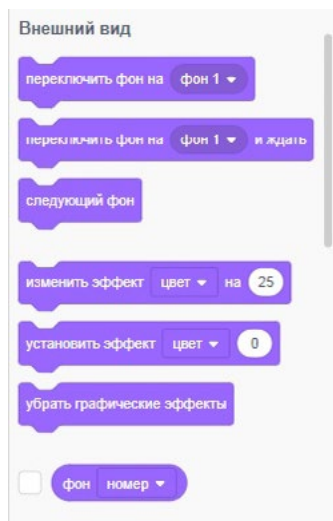 Внешний вид
переключить фон на фон 1
переключить фон на фон 1 и ждать
следующий фон
изменить эффект цвет на 25
установить эффект цвет 0
убрать графические эффекты
фон номер